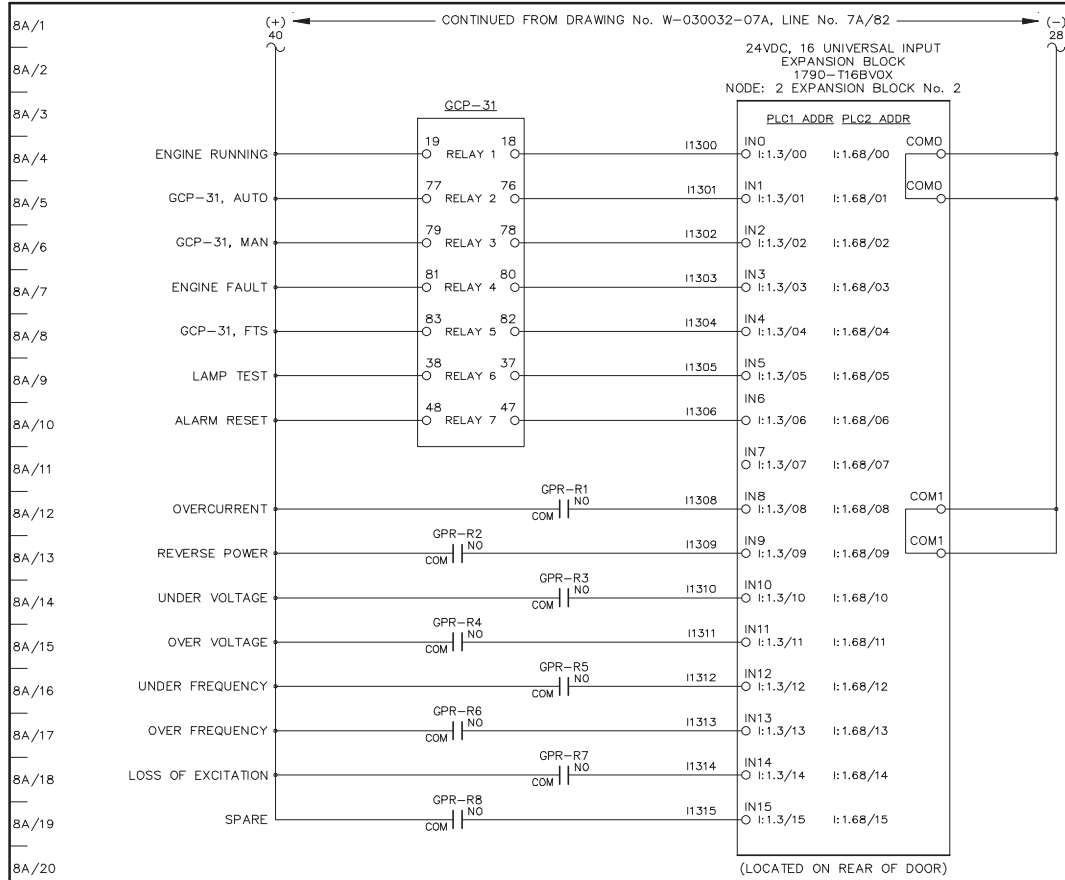 8A/1 (+) CONTINUED FROM DRAWING No. W-030032-07A, LINE No. 7A/82 (-)
40 28
24VDC, 16 UNIVERSAL INPUT
8A/2 EXPANSION BLOCK
1790-T16BV0X
NODE: 2 EXPANSION BLOCK No. 2
8A/3 GCP-31 PLC1 ADDR PLC2 ADDR
19 18 IN0 COM0
8A/4 ENGINE RUNNING RELAY 1 I1300 I:1.3/00 I:1.68/00
77 76 IN1 COM0
8A/5 GCP-31, AUTO RELAY 2 I1301 I:1.3/01 I:1.68/01
79 78 IN2
8A/6 GCP-31, MAN RELAY 3 I1302 I:1.3/02 I:1.68/02
81 80 IN3
8A/7 ENGINE FAULT RELAY 4 I1303 I:1.3/03 I:1.68/03
83 82 IN4
8A/8 GCP-31, FTS RELAY 5 I1304 I:1.3/04 I:1.68/04
38 37 IN5
8A/9 LAMP TEST RELAY 6 I1305 I:1.3/05 I:1.68/05
48 47 IN6
8A/10 ALARM RESET RELAY 7 I1306 I:1.3/06 I:1.68/06
IN7
8A/11 I:1.3/07 I:1.68/07
GPR-R1 NO IN8 COM1
8A/12 OVERCURRENT COM I1308 I:1.3/08 I:1.68/08
GPR-R2 NO IN9 COM1
8A/13 REVERSE POWER COM I1309 I:1.3/09 I:1.68/09
GPR-R3 NO IN10
8A/14 UNDER VOLTAGE COM I1310 I:1.3/10 I:1.68/10
GPR-R4 NO IN11
8A/15 OVER VOLTAGE COM I1311 I:1.3/11 I:1.68/11
GPR-R5 NO IN12
8A/16 UNDER FREQUENCY COM I1312 I:1.3/12 I:1.68/12
GPR-R6 NO IN13
8A/17 OVER FREQUENCY COM I1313 I:1.3/13 I:1.68/13
GPR-R7 NO IN14
8A/18 LOSS OF EXCITATION COM I1314 I:1.3/14 I:1.68/14
GPR-R8 NO IN15
8A/19 SPARE COM I1315 I:1.3/15 I:1.68/15
8A/20 (LOCATED ON REAR OF DOOR)